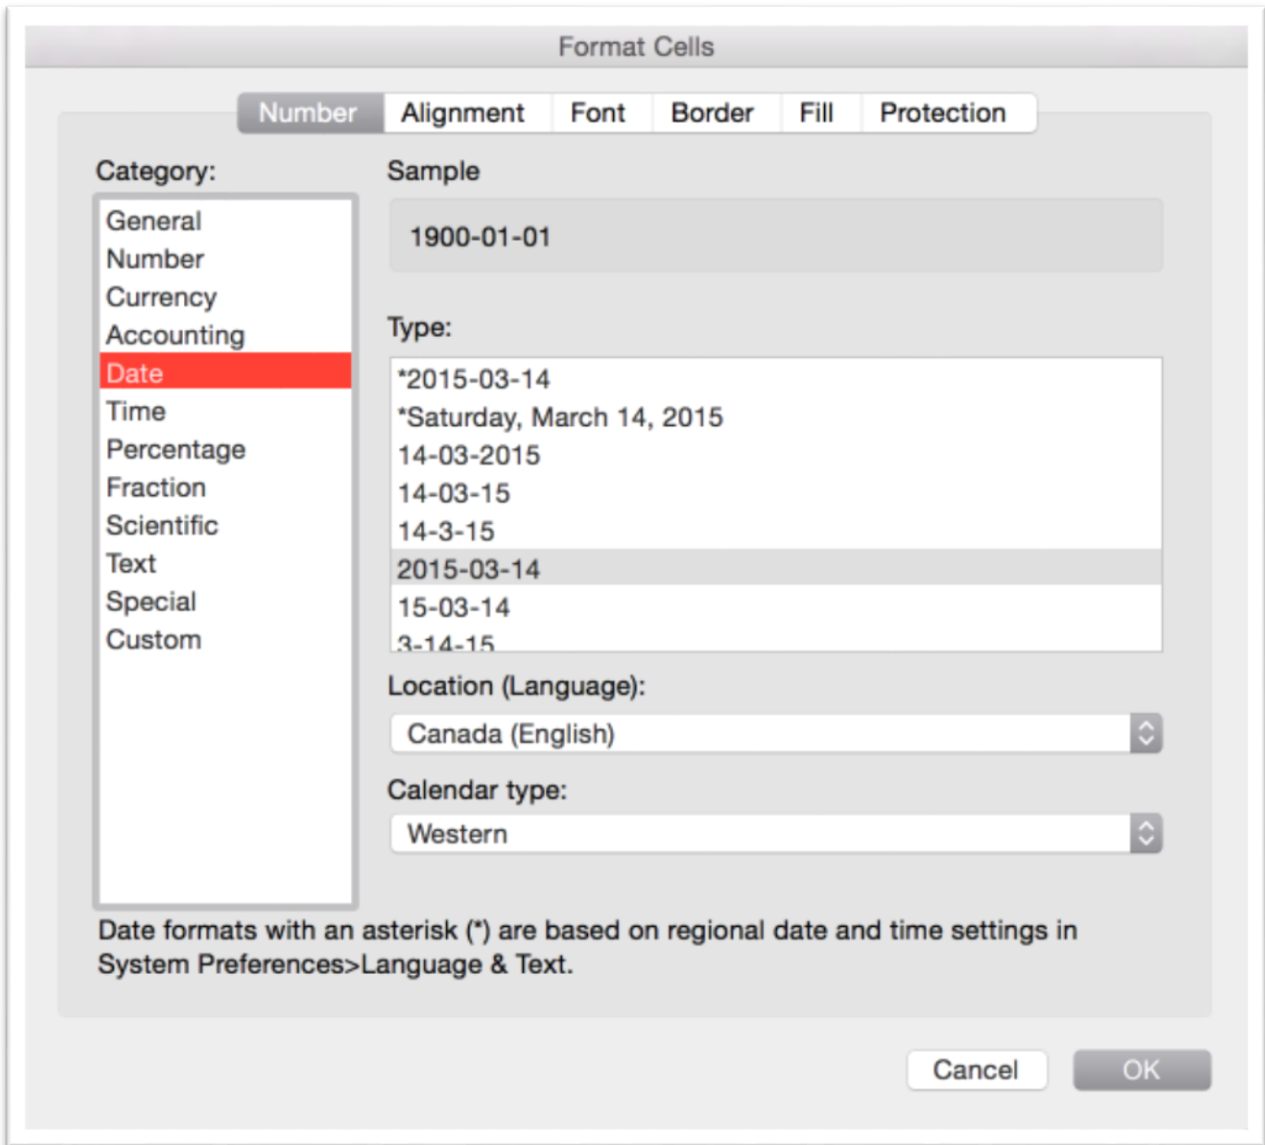 Format Cells
Number Alignment Font Border Fill Protection
Category:
General
Number
Currency
Accounting
Date
Time
Percentage
Fraction
Scientific
Text
Special
Custom
Sample
1900-01-01
Type:
*2015-03-14
*Saturday, March 14, 2015
14-03-2015
14-03-15
14-3-15
2015-03-14
15-03-14
3-14-15
Location (Language):
Canada (English)
Calendar type:
Western
Date formats with an asterisk (*) are based on regional date and time settings in
System Preferences>Language & Text.
Cancel OK